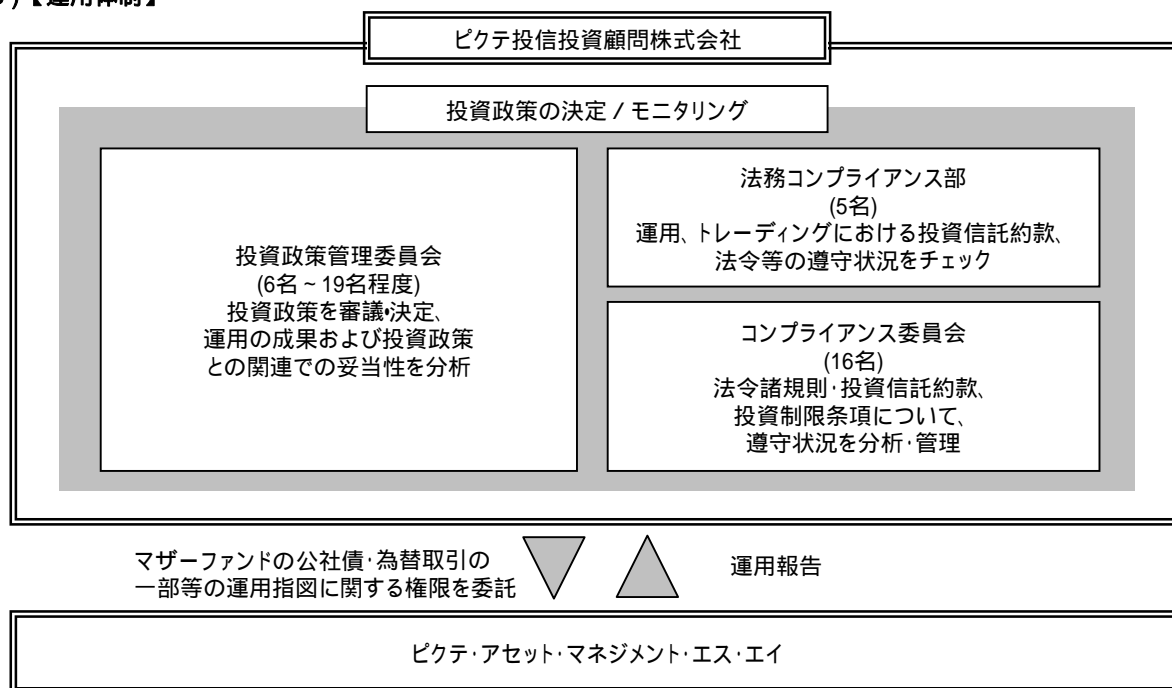 )【運用体制】
ピクテ投信投資顧問株式会社
投資政策の決定 / モニタリング
投資政策管理委員会
(6名~19名程度)
投資政策を審議•決定、
運用の成果および投資政策
との関連での妥当性を分析
法務コンプライアンス部
(5名)
運用、トレーディングにおける投資信託約款、
法令等の遵守状況をチェック
コンプライアンス委員会
(16名)
法令諸規則·投資信託約款、
投資制限条項について、
遵守状況を分析·管理
マザーファンドの公社債·為替取引の
一部等の運用指図に関する権限を委託
運用報告
ピクテ·アセット·マネジメント·エス·エイ